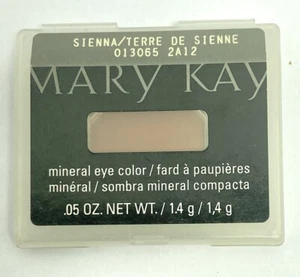 SIENNA/TERRE DE SIENNE
013065 2A12
MARY KAY
mineral eye color / fard à paupières
minéral / sombra mineral compacta
.05 OZ. NET WT. / 1.4 g / 1,4 g